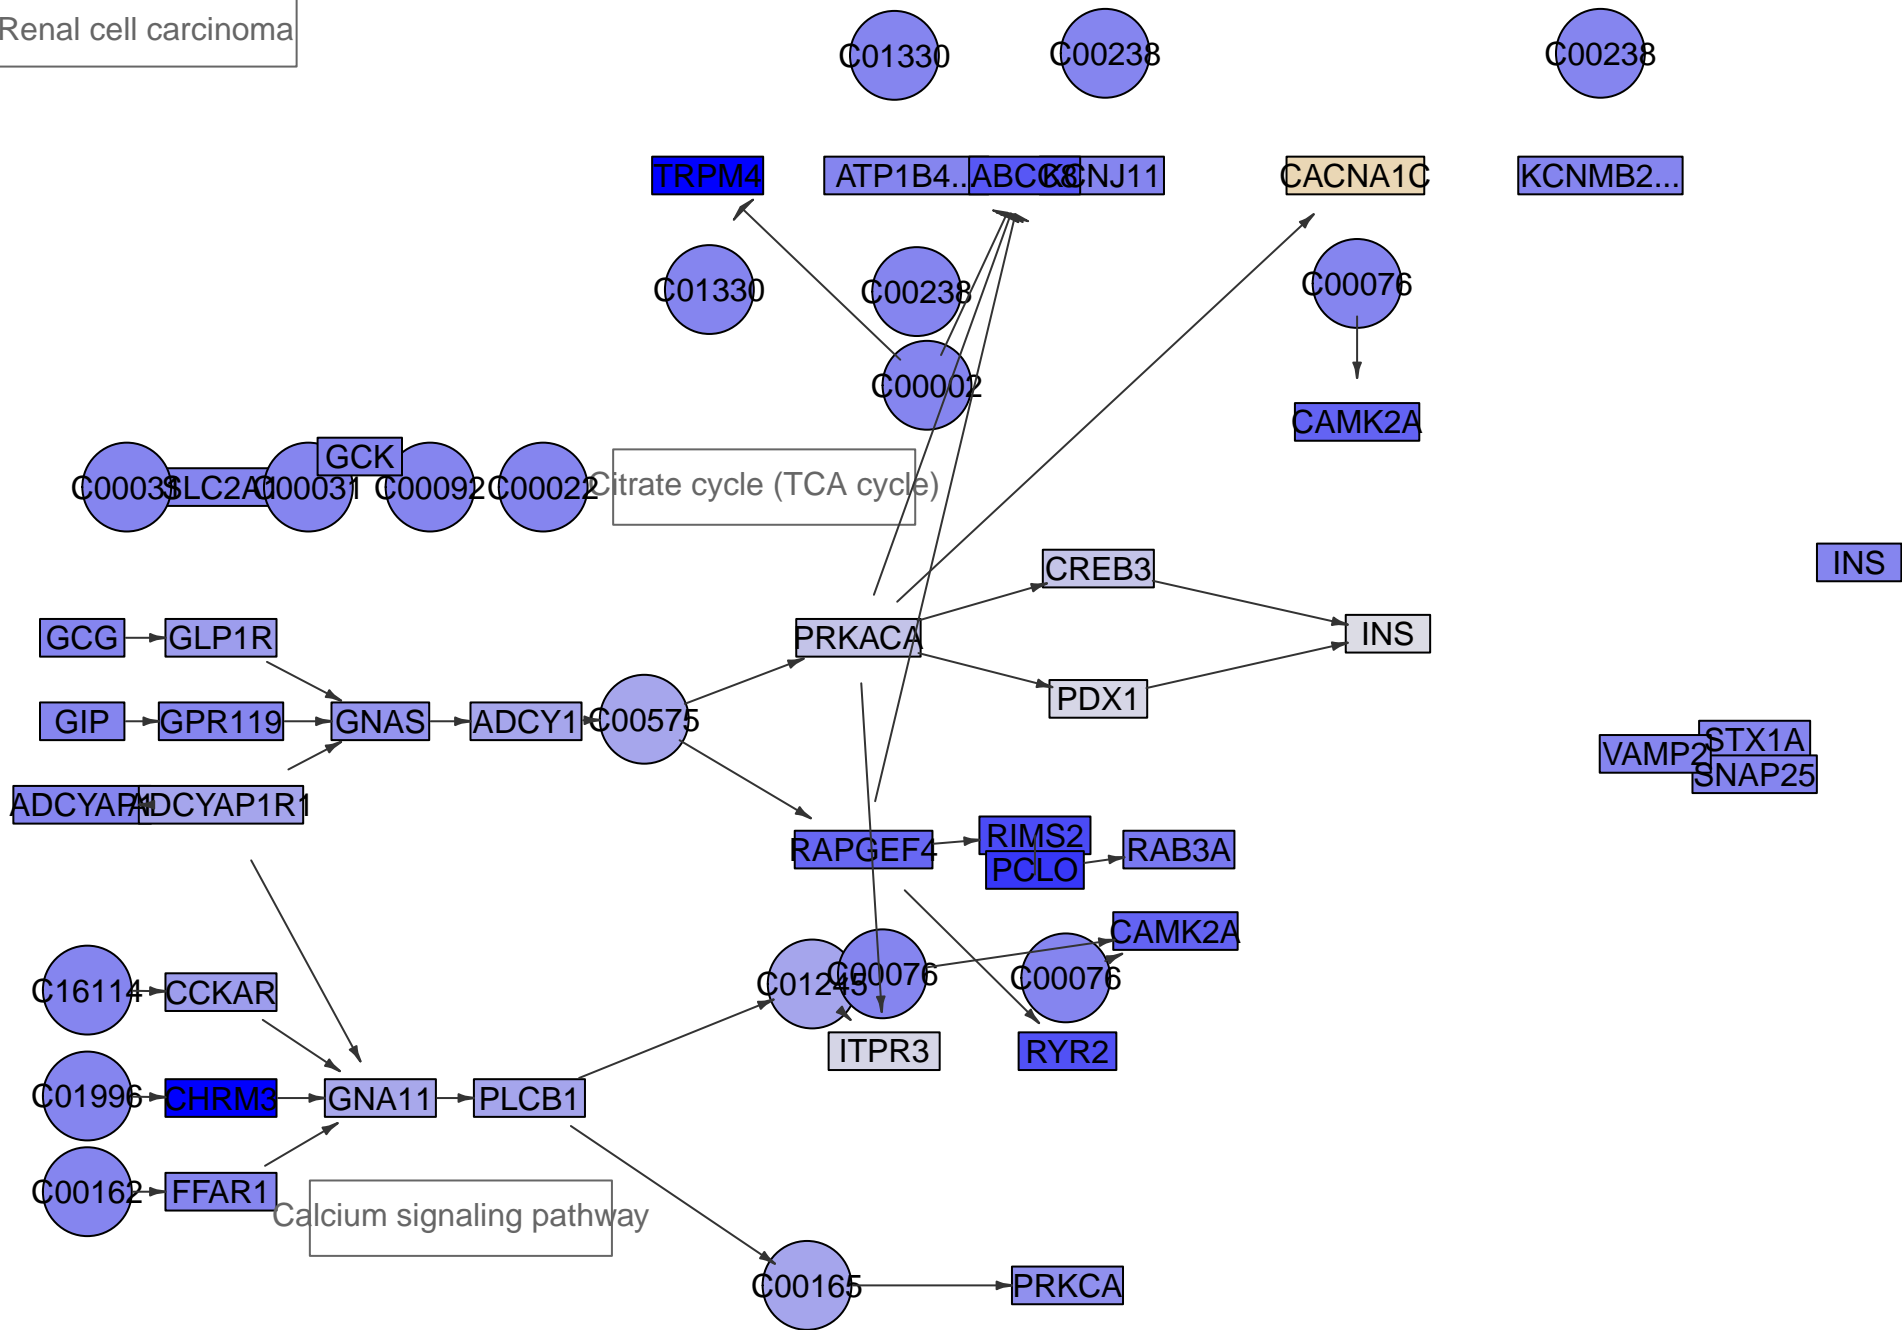 Renal cell carcinoma
C01330
C00238
C00238
TRPM4
ATP1B4...
ABCC8
KCNJ11
CACNA1C
KCNMB2...
C01330
C00238
C00076
C00002
CAMK2A
C00031
SLC2A1
C00031
GCK
C00092
C00022
Citrate cycle (TCA cycle)
CREB3
INS
GCG
GLP1R
PRKACA
INS
PDX1
GIP
GPR119
GNAS
ADCY1
C00575
STX1A
VAMP2
SNAP25
ADCYAP1
ADCYAP1R1
RAPGEF4
RIMS2
PCLO
RAB3A
CAMK2A
C16114
CCKAR
C01245
C00076
C00076
ITPR3
RYR2
C01996
CHRM3
GNA11
PLCB1
C00162
FFAR1
Calcium signaling pathway
C00165
PRKCA